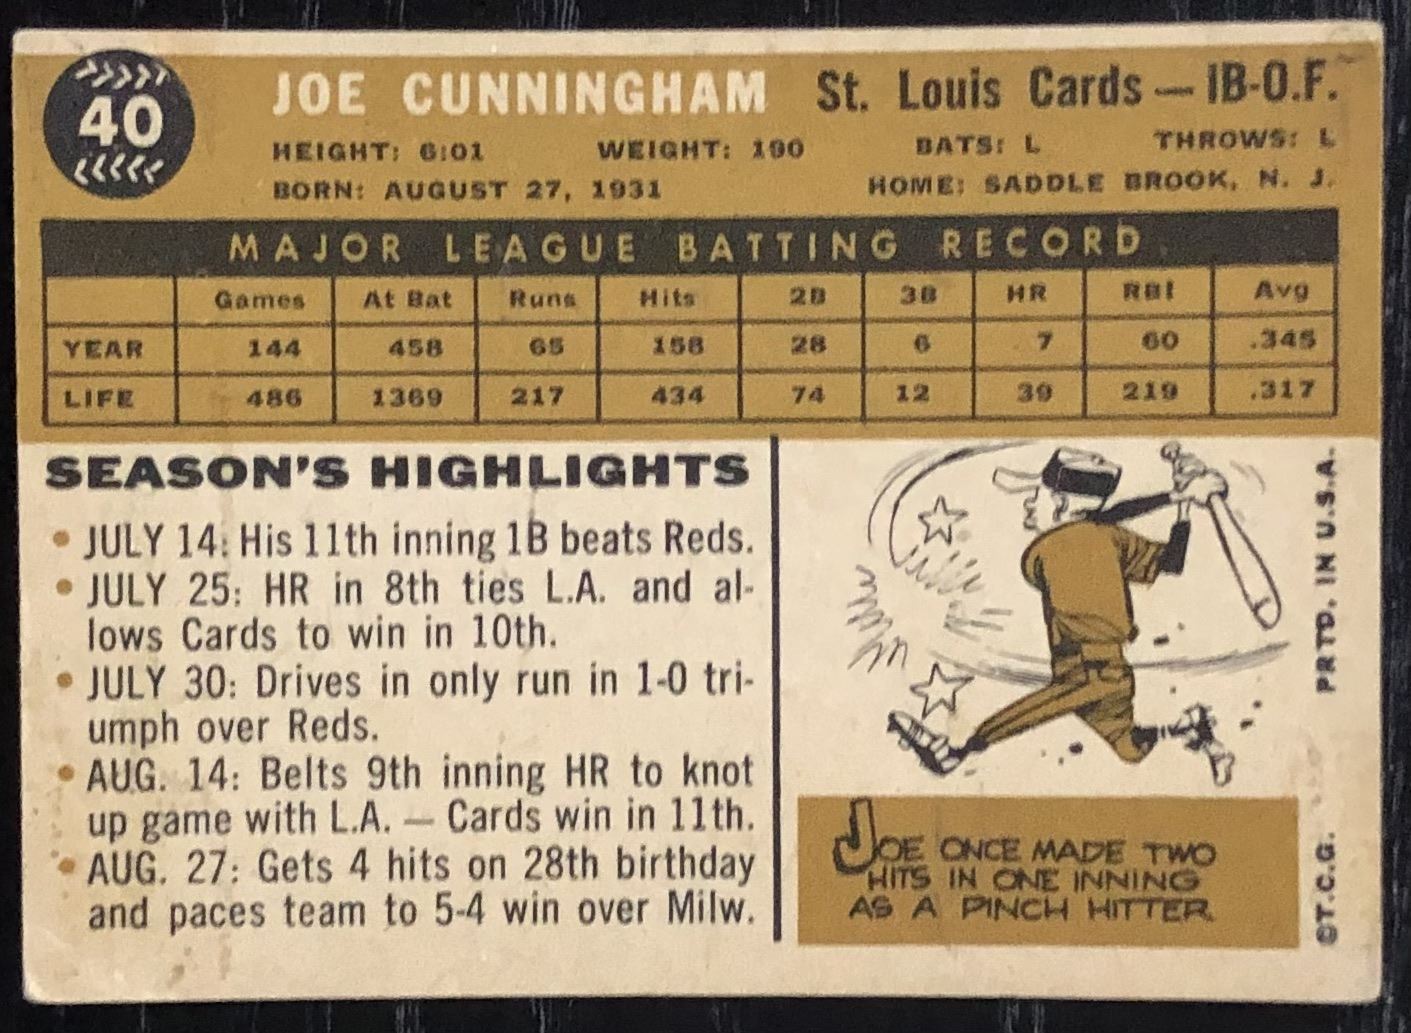 40
JOE CUNNINGHAM St. Louis Cards — 1B-O.F.
HEIGHT: 6:01 WEIGHT: 190 BATS: L THROWS: L
BORN: AUGUST 27, 1931 HOME: SADDLE BROOK, N. J.
MAJOR LEAGUE BATTING RECORD
Games At Bat Runs Hits 2B 3B HR RBI Avg
YEAR 144 458 65 158 28 6 7 60 .345
LIFE 486 1369 217 434 74 12 39 219 .317
SEASON'S HIGHLIGHTS
• JULY 14: His 11th inning 1B beats Reds.
• JULY 25: HR in 8th ties L.A. and al-
lows Cards to win in 10th.
• JULY 30: Drives in only run in 1-0 tri-
umph over Reds.
• AUG. 14: Belts 9th inning HR to knot
up game with L.A. — Cards win in 11th.
• AUG. 27: Gets 4 hits on 28th birthday
and paces team to 5-4 win over Milw.
JOE ONCE MADE TWO
HITS IN ONE INNING
AS A PINCH HITTER.
©T.C.G. PRTD. IN U.S.A.